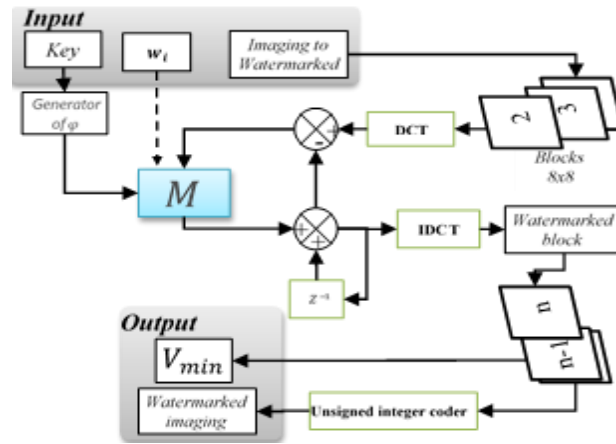 Input
Key
w_i
Imaging to
Watermarked
Generator
of φ
2
3
Blocks
8x8
DCT
+
-
M
+
+
IDCT
Watermarked
block
z⁻¹
n
n-1
Output
V_min
Watermarked
imaging
Unsigned integer coder